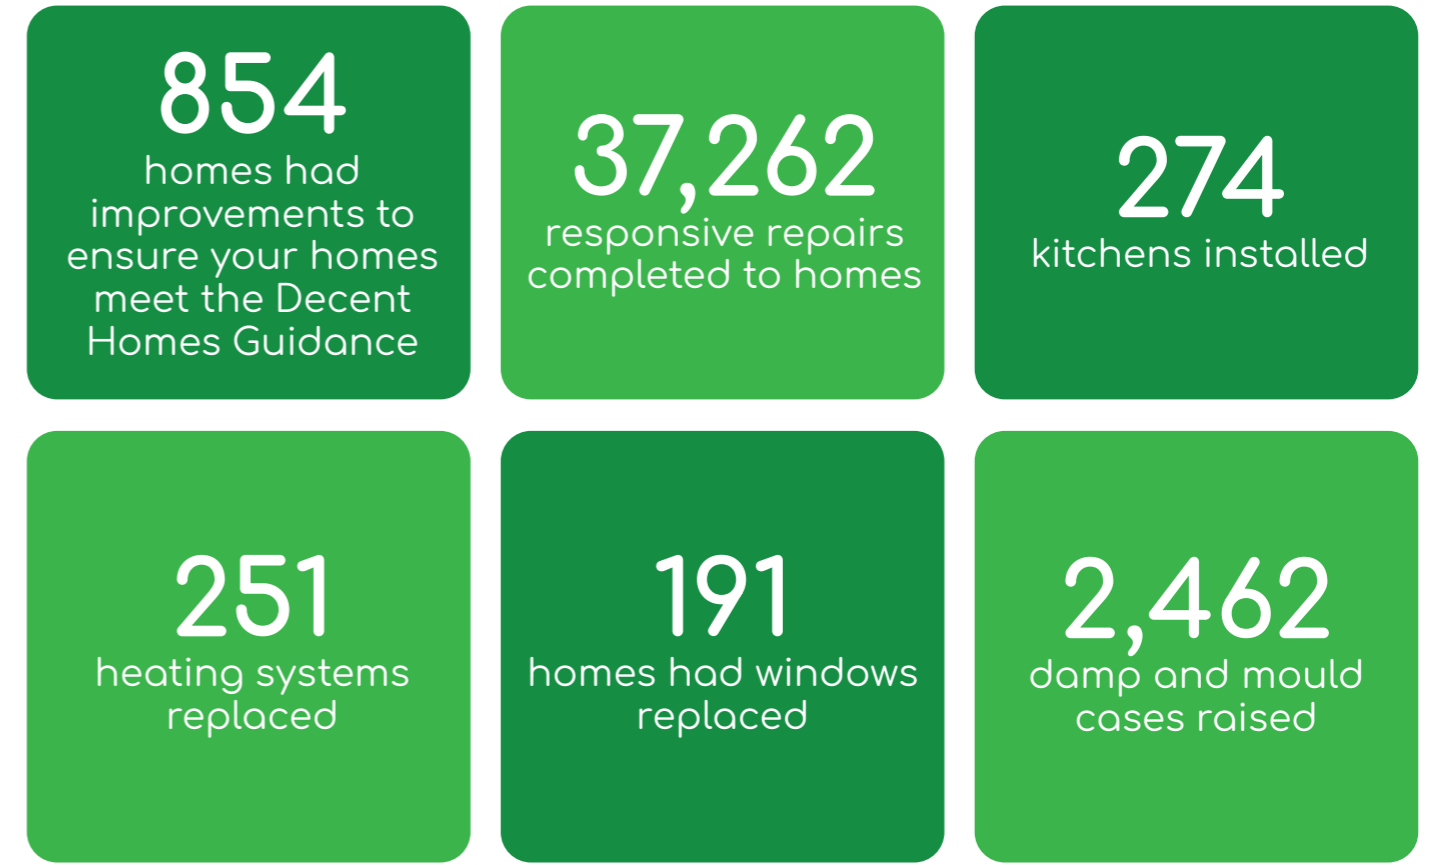 854
homes had
improvements to
ensure your homes
meet the Decent
Homes Guidance
37,262
responsive repairs
completed to homes
274
kitchens installed
251
heating systems
replaced
191
homes had windows
replaced
2,462
damp and mould
cases raised